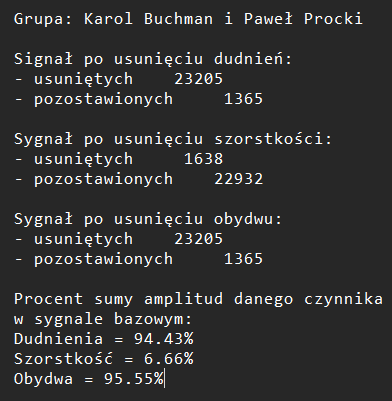 Grupa: Karol Buchman i Paweł Procki
Signał po usunięciu dudnień:
- usuniętych 23205
- pozostawionych 1365
Sygnał po usunięciu szorstkości:
- usuniętych 1638
- pozostawionych 22932
Sygnał po usunięciu obydwu:
- usuniętych 23205
- pozostawionych 1365
Procent sumy amplitud danego czynnika
w sygnale bazowym:
Dudnienia = 94.43%
Szorstkość = 6.66%
Obydwa = 95.55%